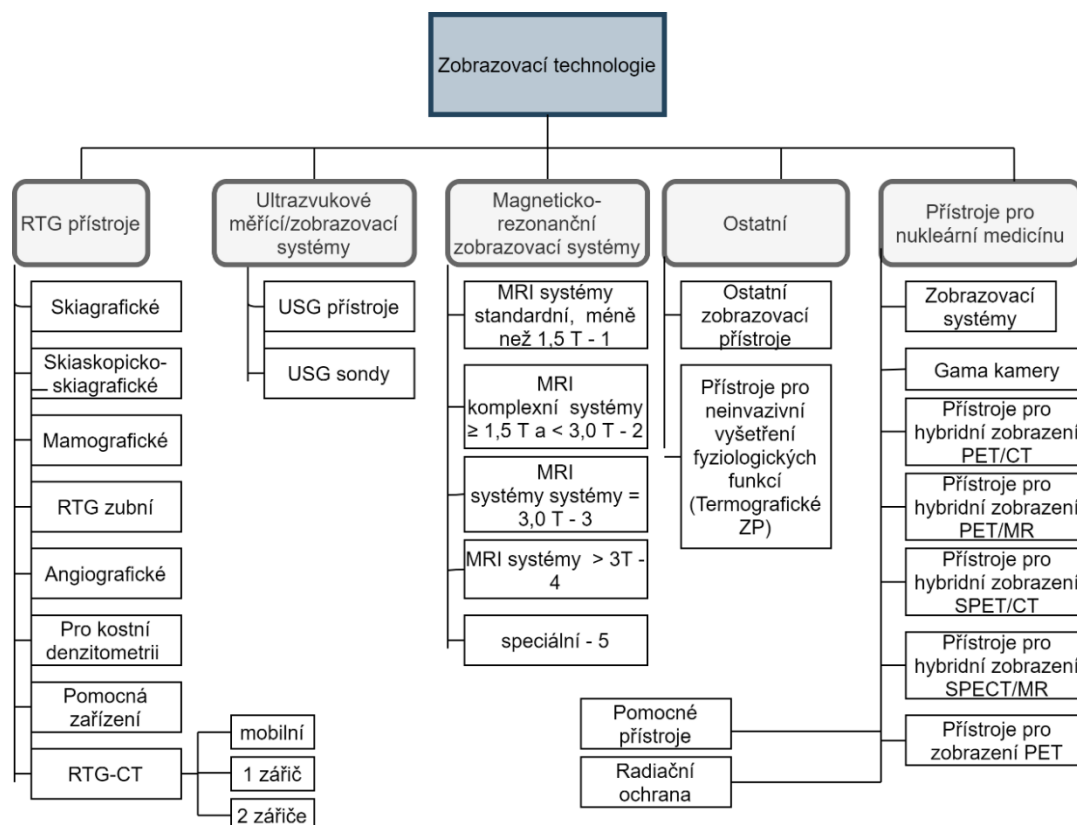 Zobrazovací technologie
RTG přístroje
Ultrazvukové
měřící/zobrazovací
systémy
Magneticko-
rezonanční
zobrazovací systémy
Ostatní
Přístroje pro
nukleární medicínu
Skiagrafické
Skiaskopicko-
skiagrafické
Mamografické
RTG zubní
Angiografické
Pro kostní
denzitometrii
Pomocná
zařízení
RTG-CT
mobilní
1 zářič
2 zářiče
USG přístroje
USG sondy
MRI systémy
standardní, méně
než 1,5 T - 1
MRI
komplexní systémy
≥ 1,5 T a < 3,0 T - 2
MRI
systémy systémy =
3,0 T - 3
MRI systémy > 3T -
4
speciální - 5
Ostatní
zobrazovací
přístroje
Přístroje pro
neinvazivní
vyšetření
fyziologických
funkcí
(Termografické
ZP)
Zobrazovací
systémy
Gama kamery
Přístroje pro
hybridní zobrazení
PET/CT
Přístroje pro
hybridní zobrazení
PET/MR
Přístroje pro
hybridní zobrazení
SPET/CT
Přístroje pro
hybridní zobrazení
SPECT/MR
Přístroje pro
zobrazení PET
Pomocné
přístroje
Radiační
ochrana